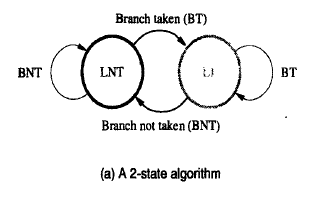 Branch taken (BT)
BNT
LNT
BT
Branch not taken (BNT)
(a) A 2-state algorithm